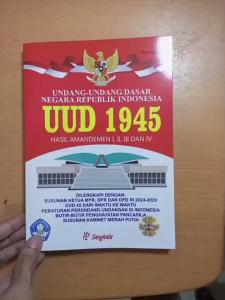 UNDANG-UNDANG DASAR
NEGARA REPUBLIK INDONESIA
UUD 1945
HASIL AMANDEMEN I, II, III DAN IV
DILENGKAPI DENGAN:
SUSUNAN KETUA MPR, DPR DAN DPD RI 2024-2029
UUD 45 DARI WAKTU KE WAKTU
PERATURAN PERUNDANG-UNDANGAN DI INDONESIA
BUTIR-BUTIR PENGHAYATAN PANCASILA
SUSUNAN KABINET MERAH PUTIH
Sangkala